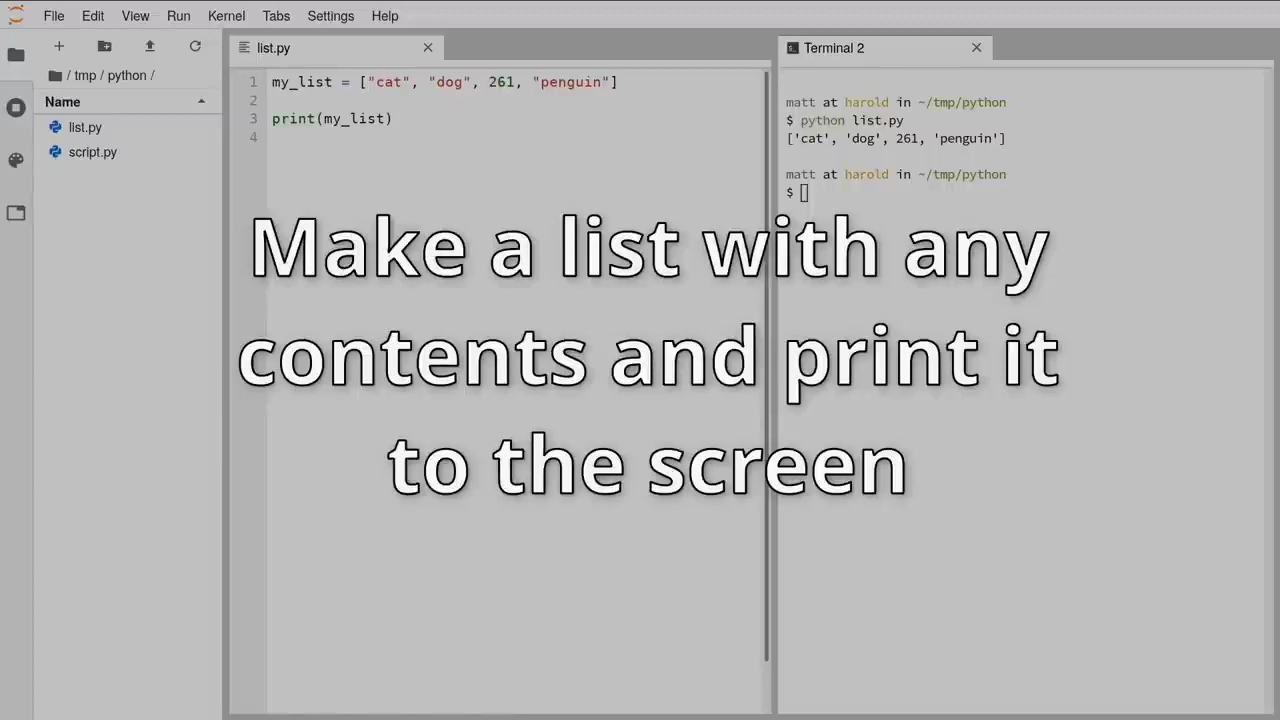 File Edit View Run Kernel Tabs Settings Help
/ tmp / python /
Name
list.py
script.py
list.py
1 my_list = ["cat", "dog", 261, "penguin"]
2
3 print(my_list)
4
Terminal 2
matt at harold in ~/tmp/python
$ python list.py
['cat', 'dog', 261, 'penguin']
matt at harold in ~/tmp/python
$
Make a list with any
contents and print it
to the screen